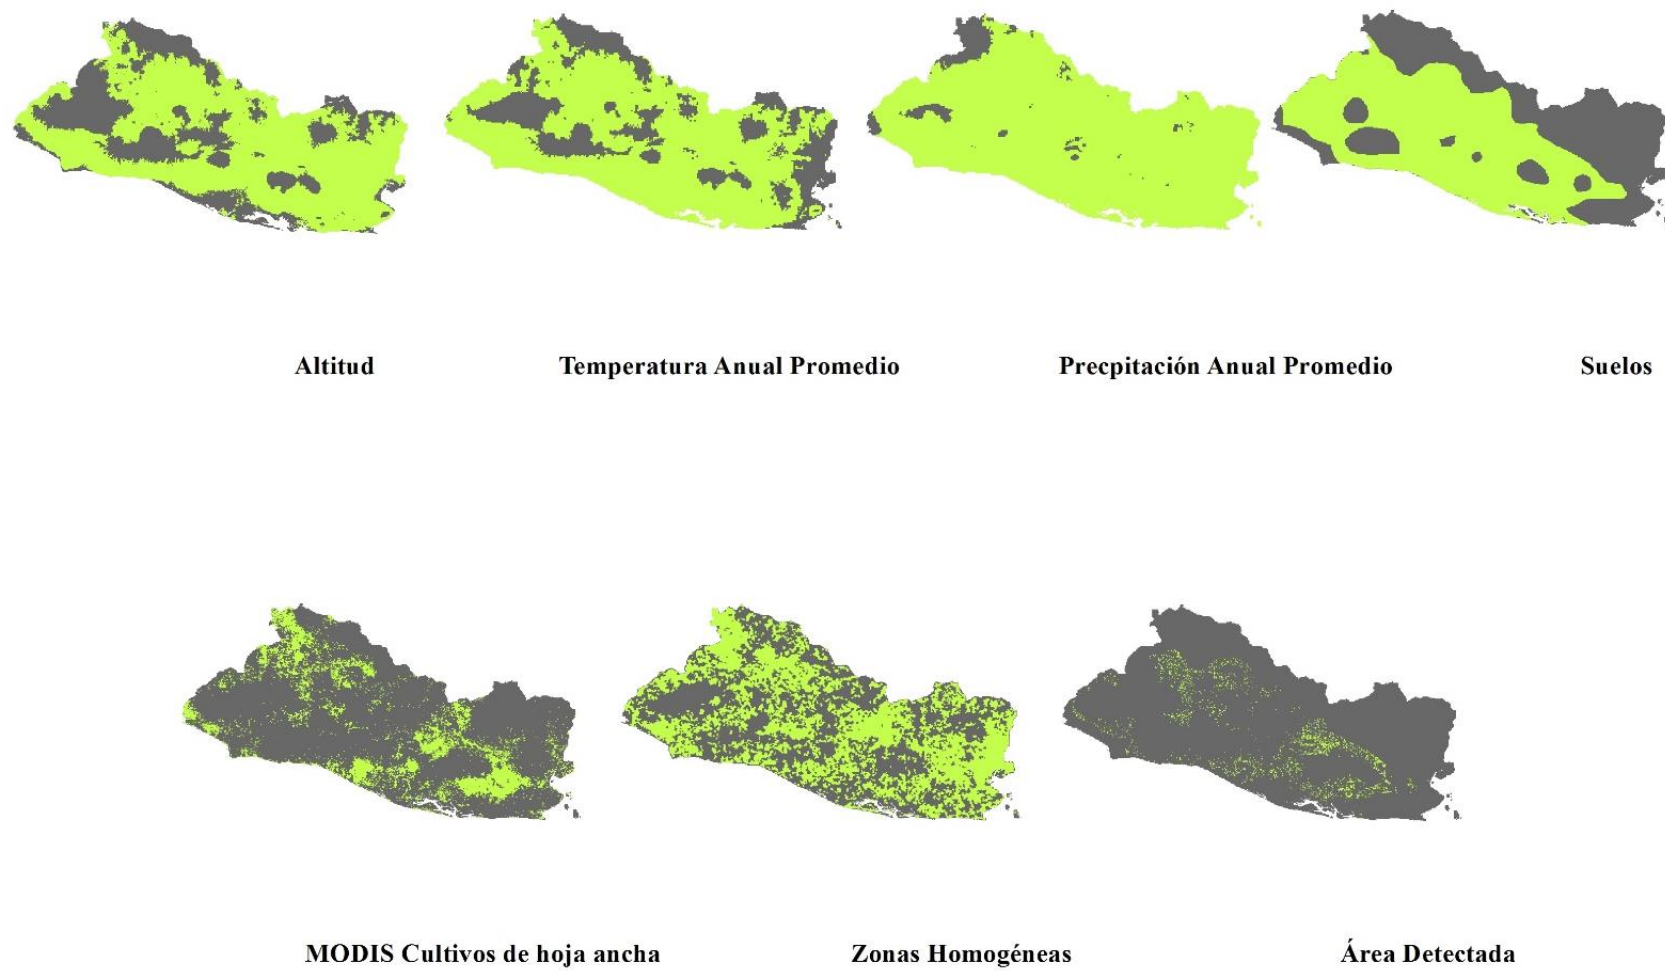 Altitud
Temperatura Anual Promedio
Precpitación Anual Promedio
Suelos
MODIS Cultivos de hoja ancha
Zonas Homogéneas
Área Detectada